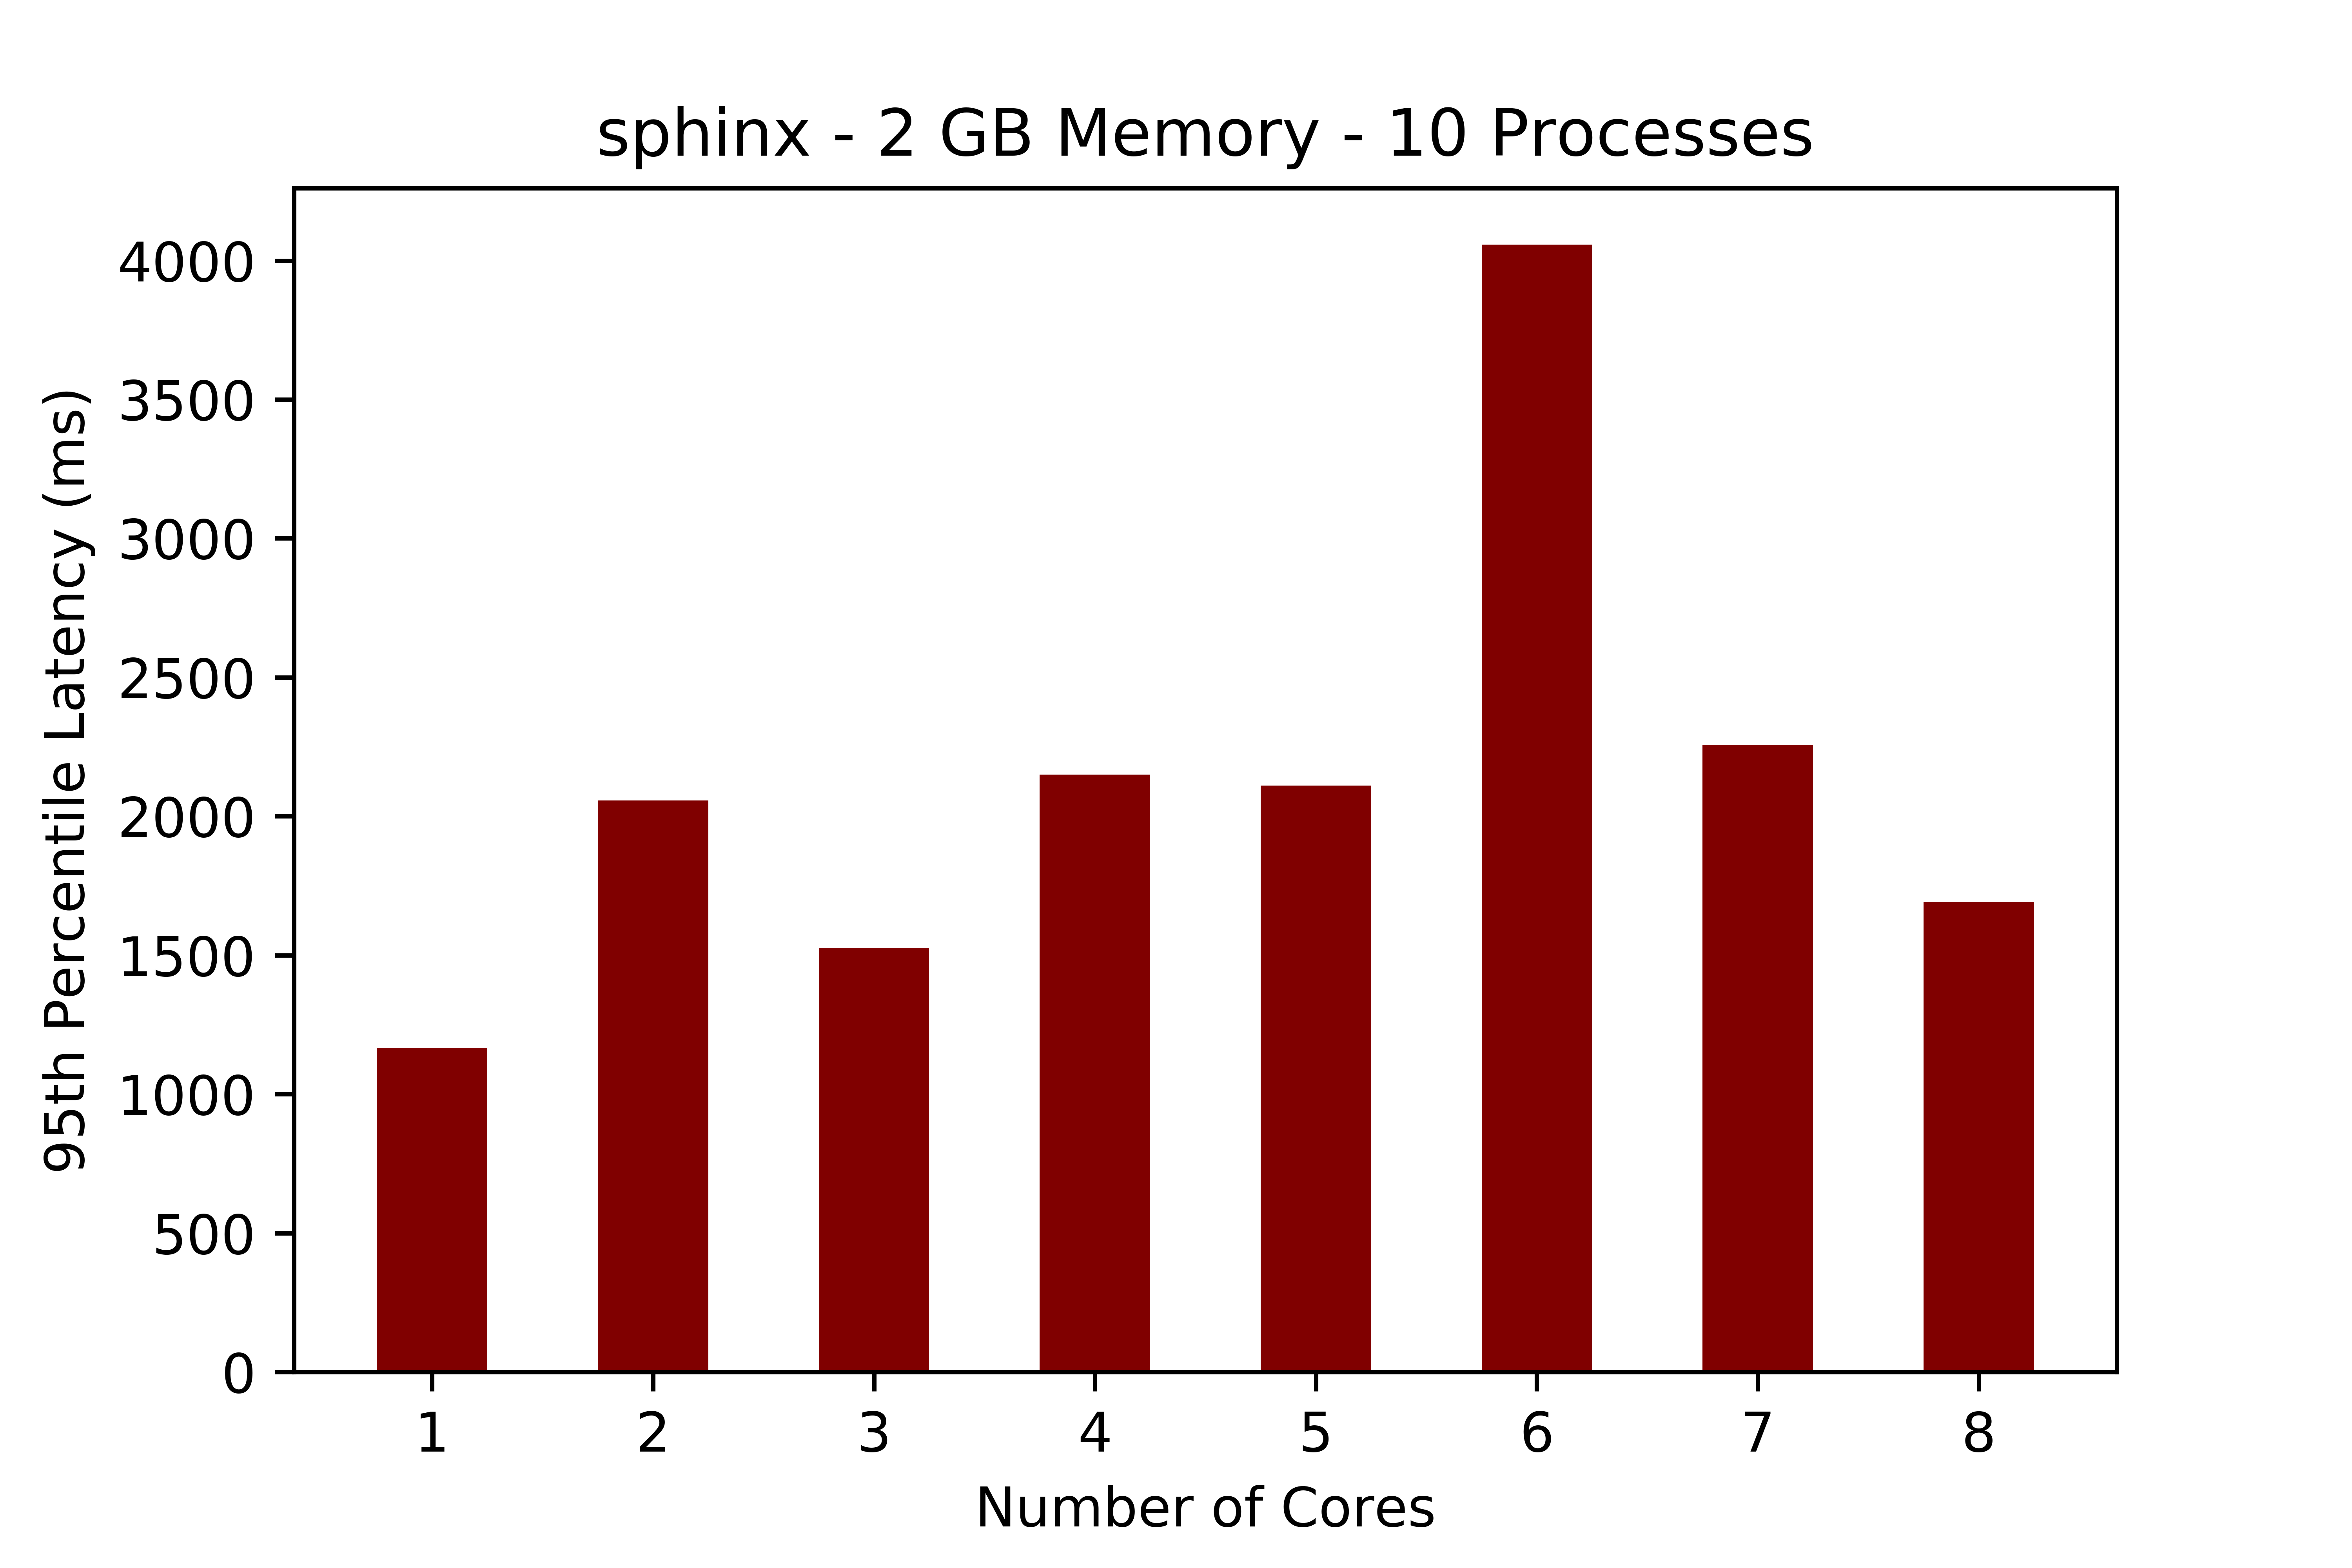 sphinx - 2 GB Memory - 10 Processes
95th Percentile Latency (ms)
4000
3500
3000
2500
2000
1500
1000
500
0
1 2 3 4 5 6 7 8
Number of Cores